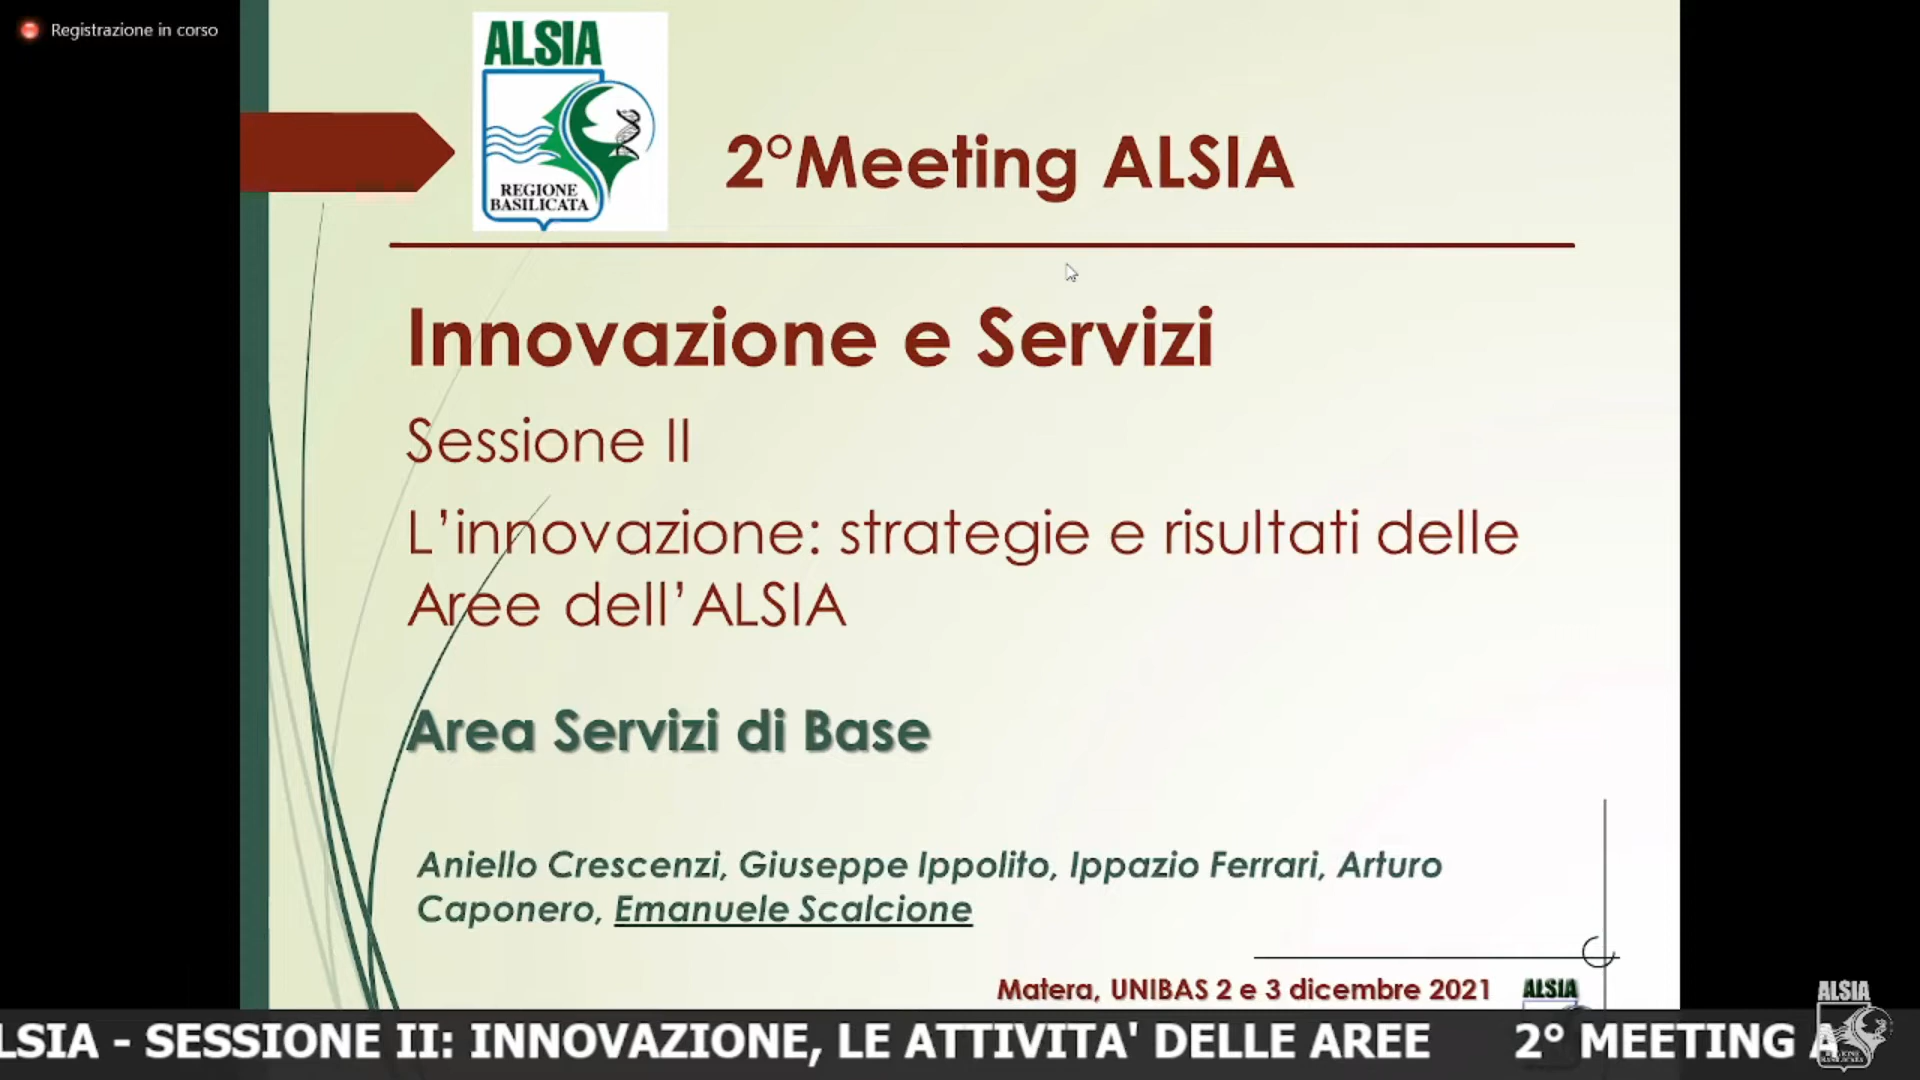 Registrazione in corso
ALSIA
REGIONE
BASILICATA
2°Meeting ALSIA
Innovazione e Servizi
Sessione II
L’innovazione: strategie e risultati delle
Aree dell’ALSIA
Area Servizi di Base
Aniello Crescenzi, Giuseppe Ippolito, Ippazio Ferrari, Arturo
Caponero, Emanuele Scalcione
Matera, UNIBAS 2 e 3 dicembre 2021
ALSIA
ALSIA
LSIA - SESSIONE II: INNOVAZIONE, LE ATTIVITA' DELLE AREE 2° MEETING A